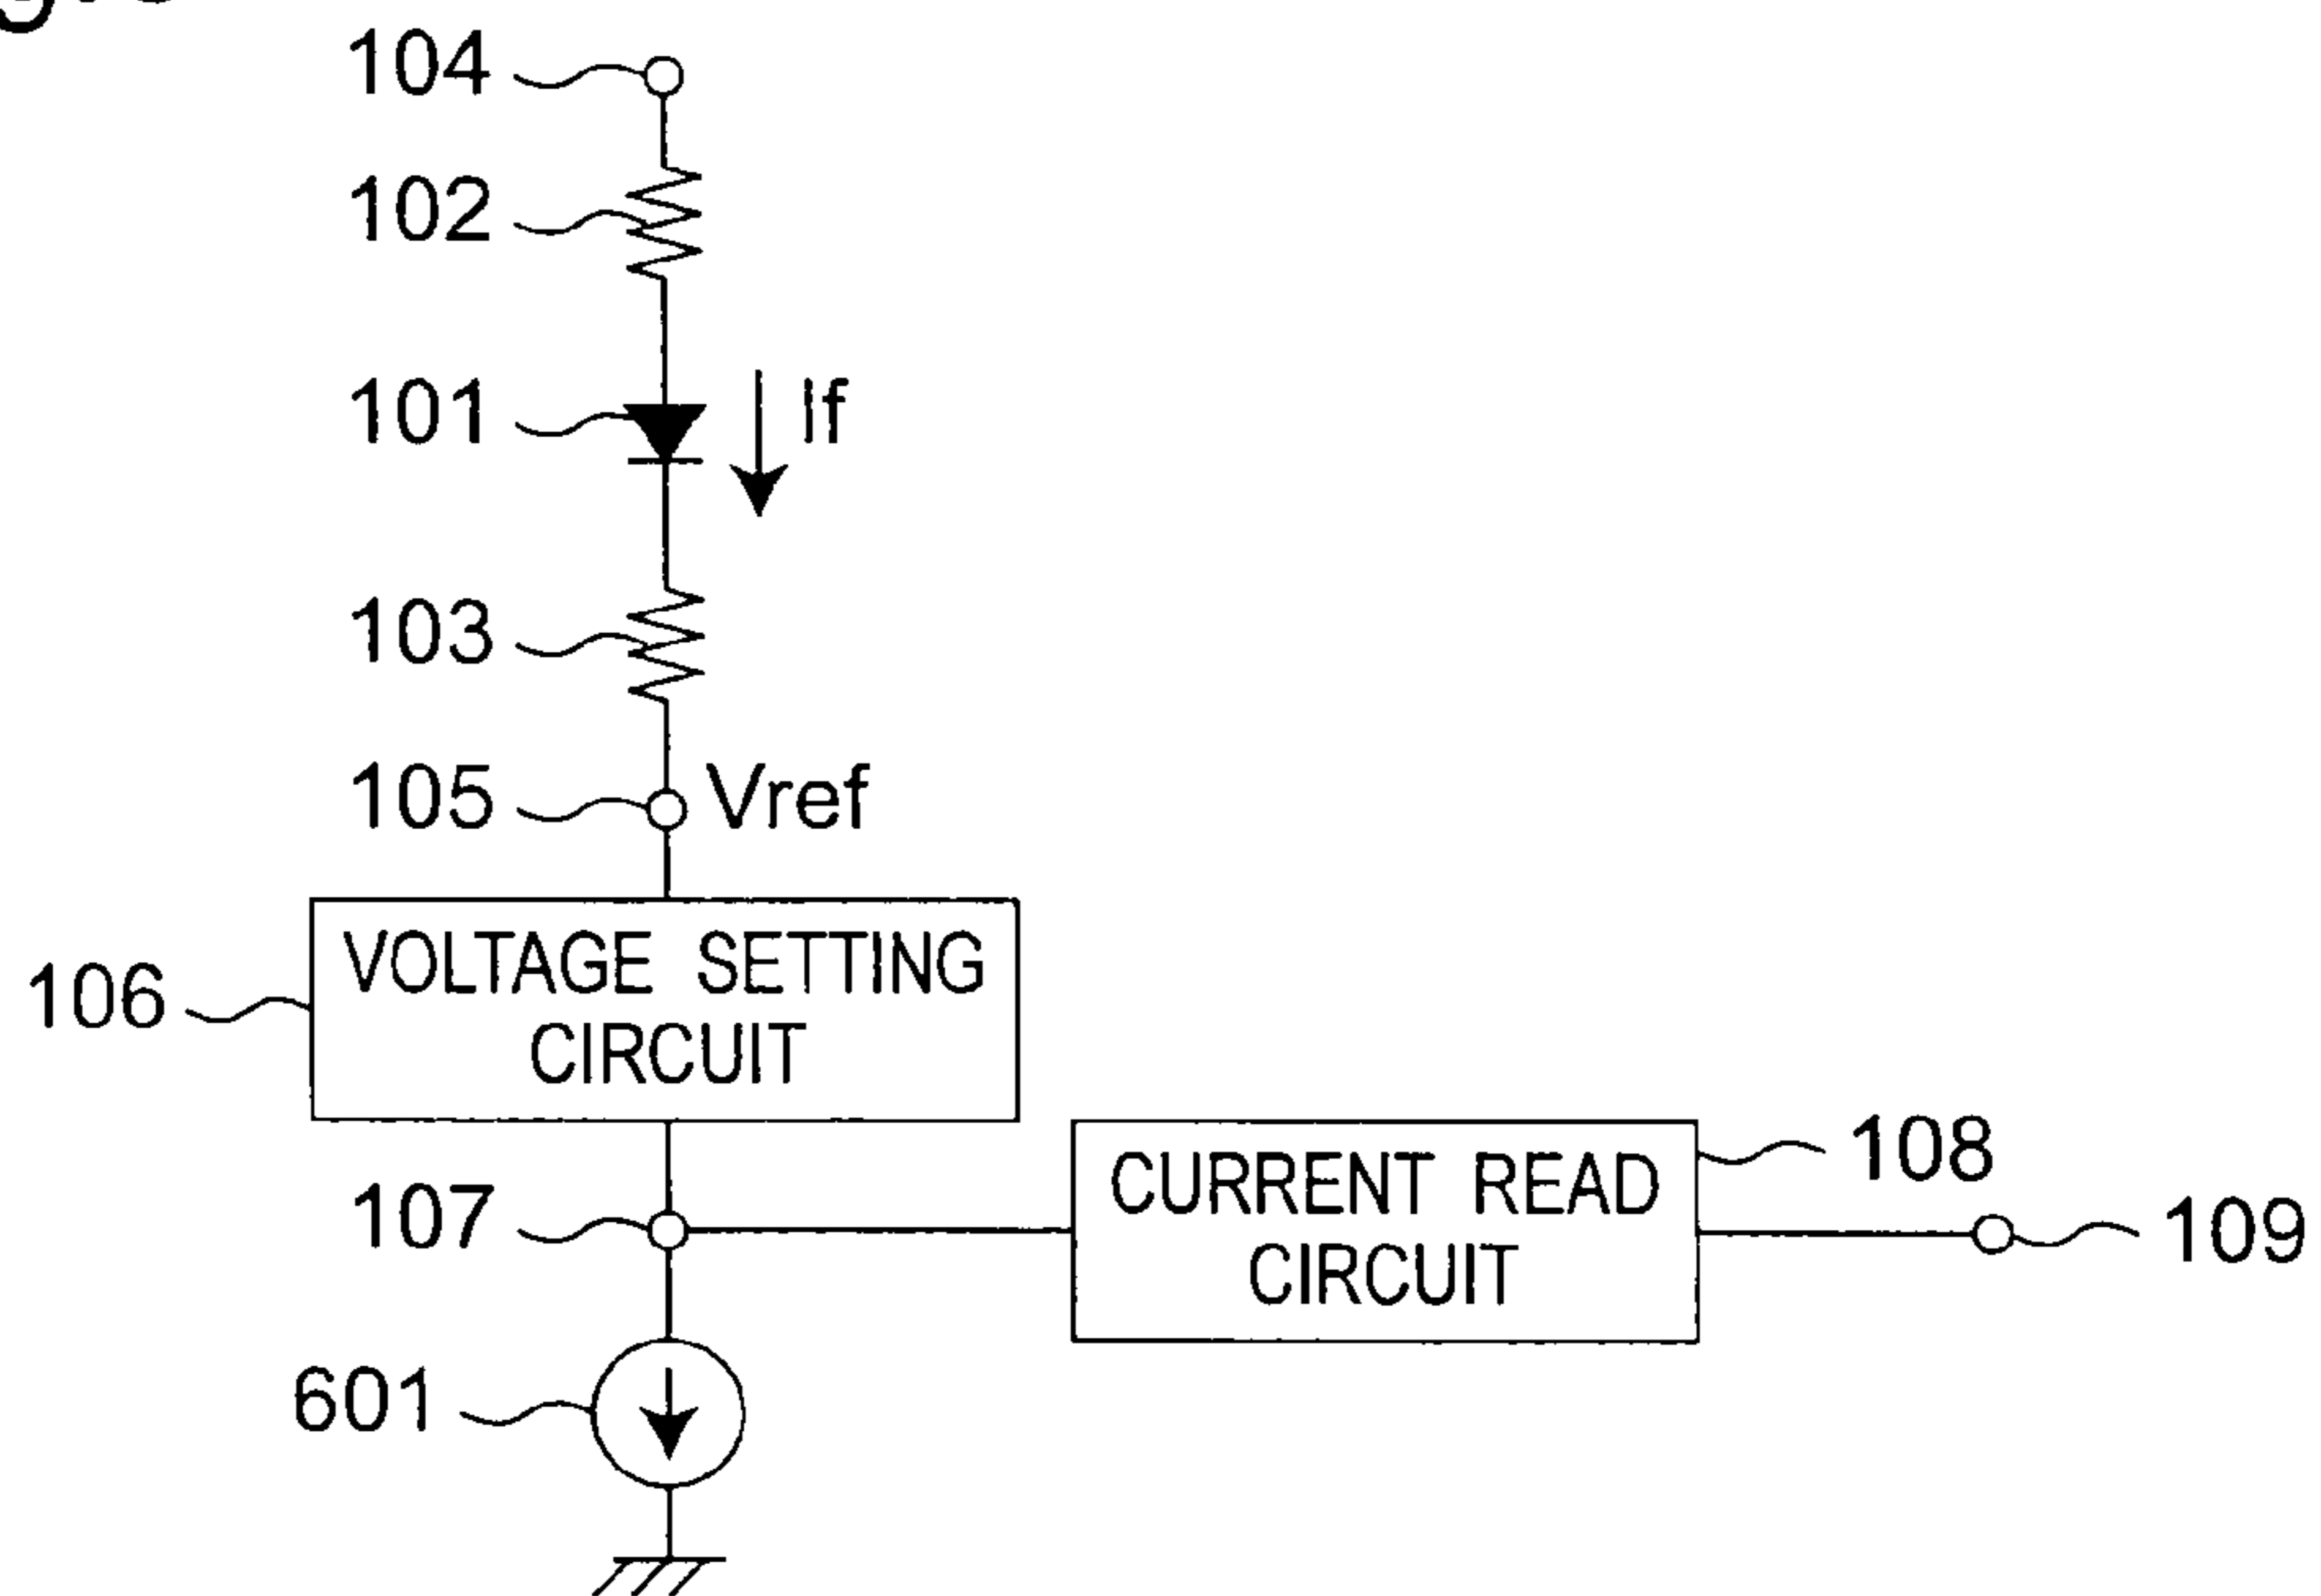 104
102
101
If
103
105
Vref
VOLTAGE SETTING
CIRCUIT
106
107
CURRENT READ
CIRCUIT
108
109
601